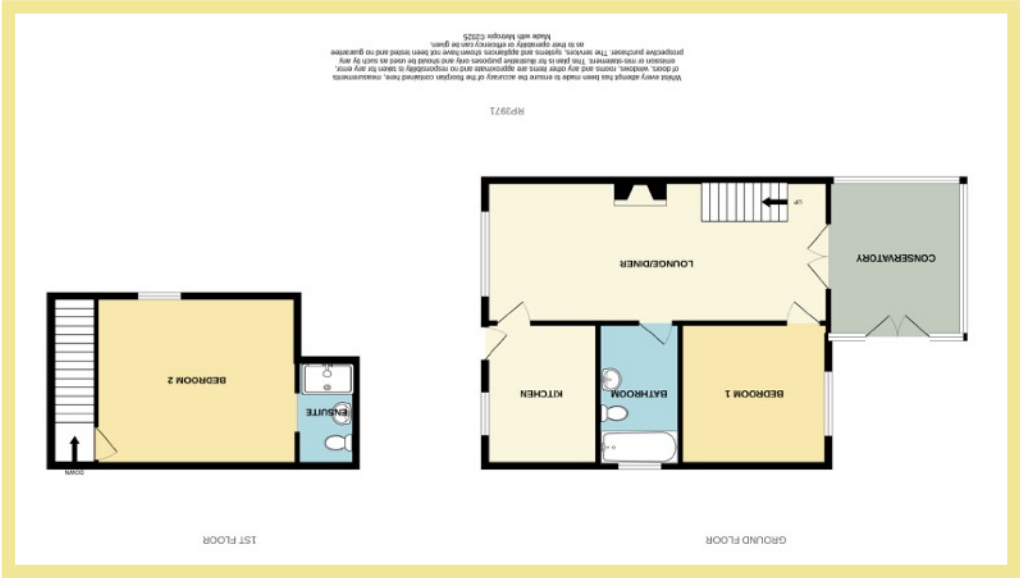 GROUND FLOOR
BEDROOM 1
BATHROOM
KITCHEN
CONSERVATORY
LOUNGE/DINER
UP
1ST FLOOR
DOWN
ENSUITE
BEDROOM 2
RP3971
Whilst every attempt has been made to ensure the accuracy of the floorplan contained here, measurements
of doors, windows, rooms and any other items are approximate and no responsibility is taken for any error,
omission or mis-statement. This plan is for illustrative purposes only and should be used as such by any
prospective purchaser. The services, systems and appliances shown have not been tested and no guarantee
as to their operability or efficiency can be given.
Made with Metropix ©2025